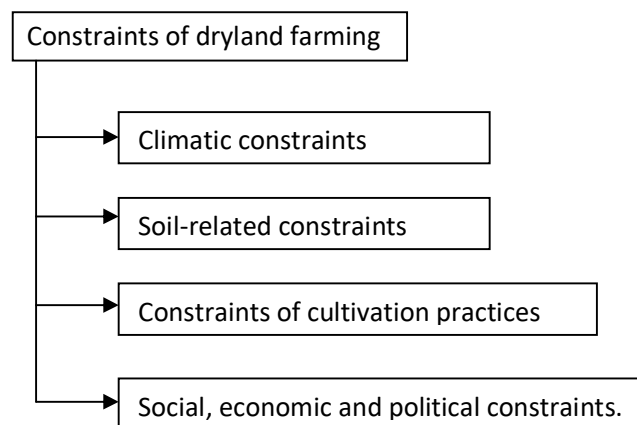 Constraints of dryland farming
Climatic constraints
Soil-related constraints
Constraints of cultivation practices
Social, economic and political constraints.